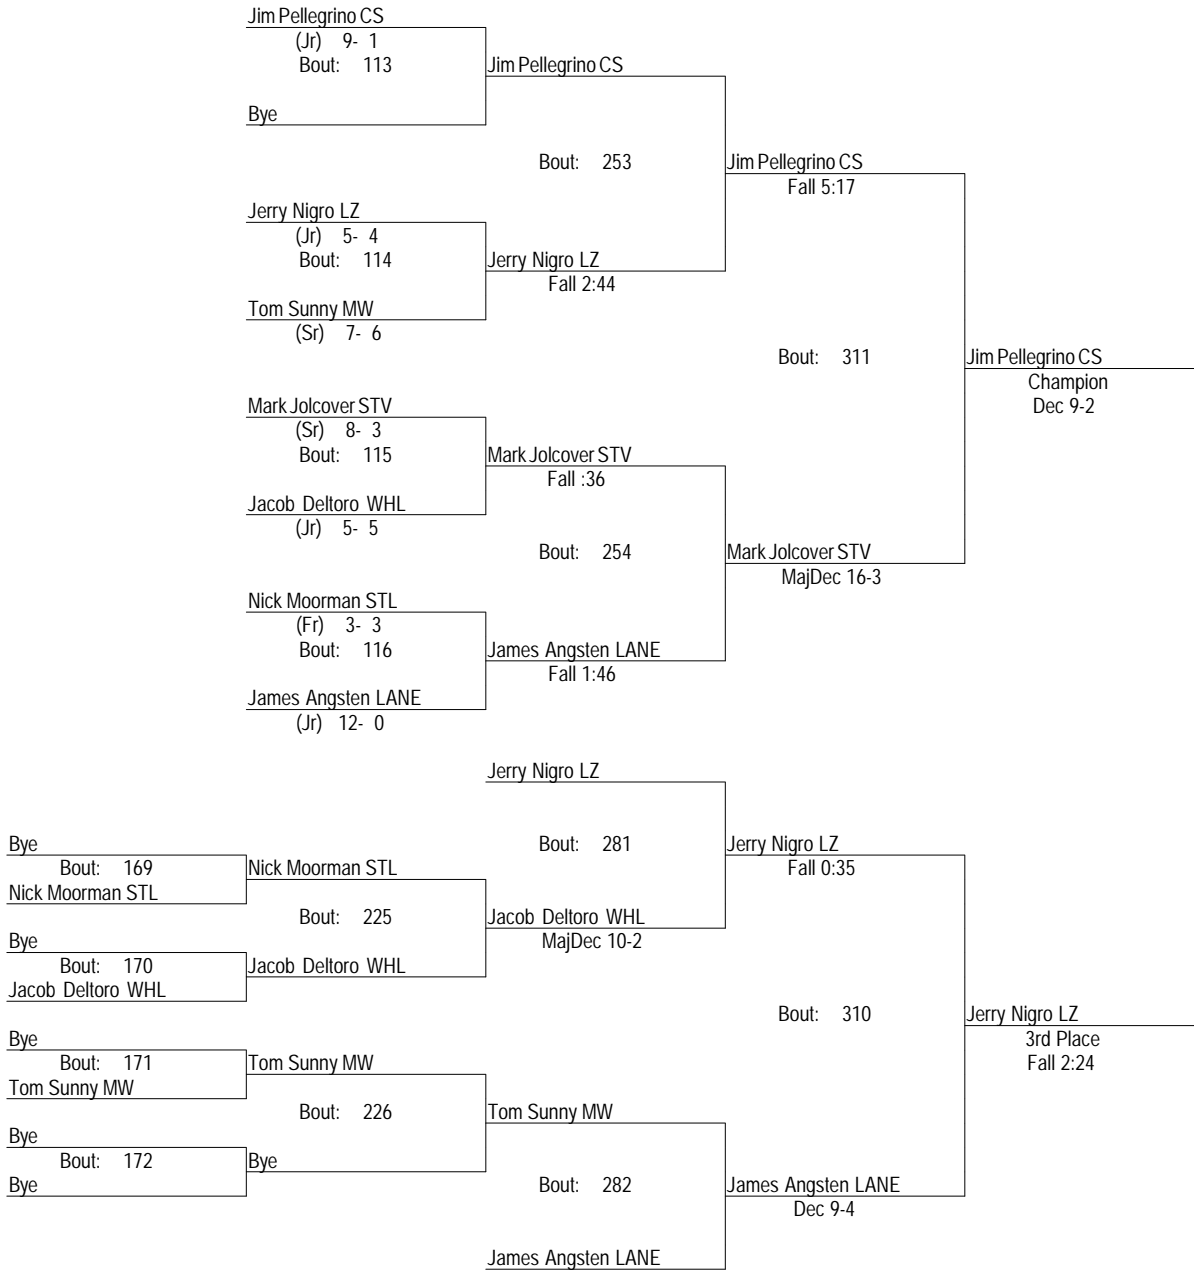 Jim Pellegrino CS
(Jr) 9- 1
Bout: 113
Jim Pellegrino CS
Bye
Bout: 253
Jim Pellegrino CS
Fall 5:17
Jerry Nigro LZ
(Jr) 5- 4
Bout: 114
Jerry Nigro LZ
Fall 2:44
Tom Sunny MW
(Sr) 7- 6
Bout: 311
Jim Pellegrino CS
Champion
Dec 9-2
Mark Jolcover STV
(Sr) 8- 3
Bout: 115
Mark Jolcover STV
Fall :36
Jacob Deltoro WHL
(Jr) 5- 5
Bout: 254
Mark Jolcover STV
MajDec 16-3
Nick Moorman STL
(Fr) 3- 3
Bout: 116
James Angsten LANE
Fall 1:46
James Angsten LANE
(Jr) 12- 0
Jerry Nigro LZ
Bout: 281
Jerry Nigro LZ
Fall 0:35
Bye
Bout: 169
Nick Moorman STL
Nick Moorman STL
Bout: 225
Jacob Deltoro WHL
MajDec 10-2
Bye
Bout: 170
Jacob Deltoro WHL
Jacob Deltoro WHL
Bout: 310
Jerry Nigro LZ
3rd Place
Fall 2:24
Bye
Bout: 171
Tom Sunny MW
Tom Sunny MW
Bout: 226
Tom Sunny MW
Bye
Bout: 172
Bye
Bye
Bout: 282
James Angsten LANE
Dec 9-4
James Angsten LANE